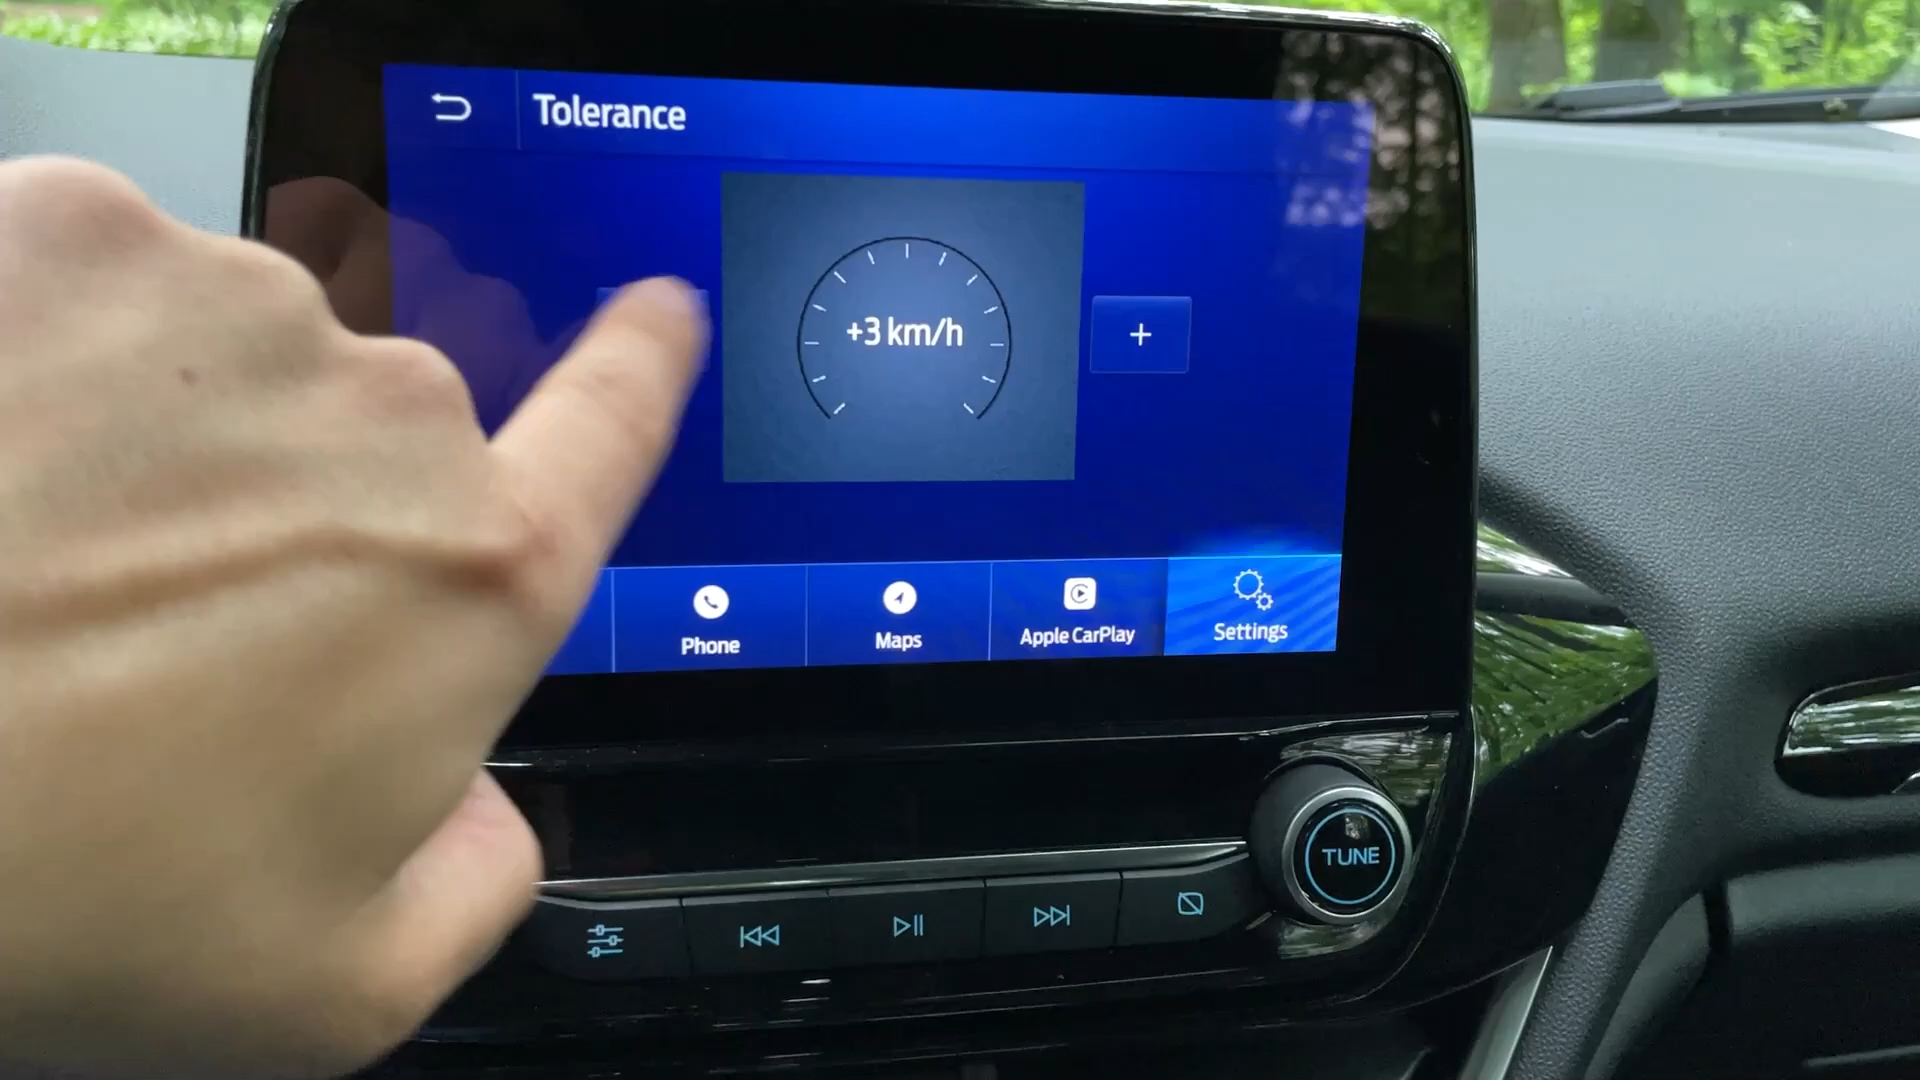 Tolerance
+3 km/h
+
Phone
Maps
Apple CarPlay
Settings
TUNE